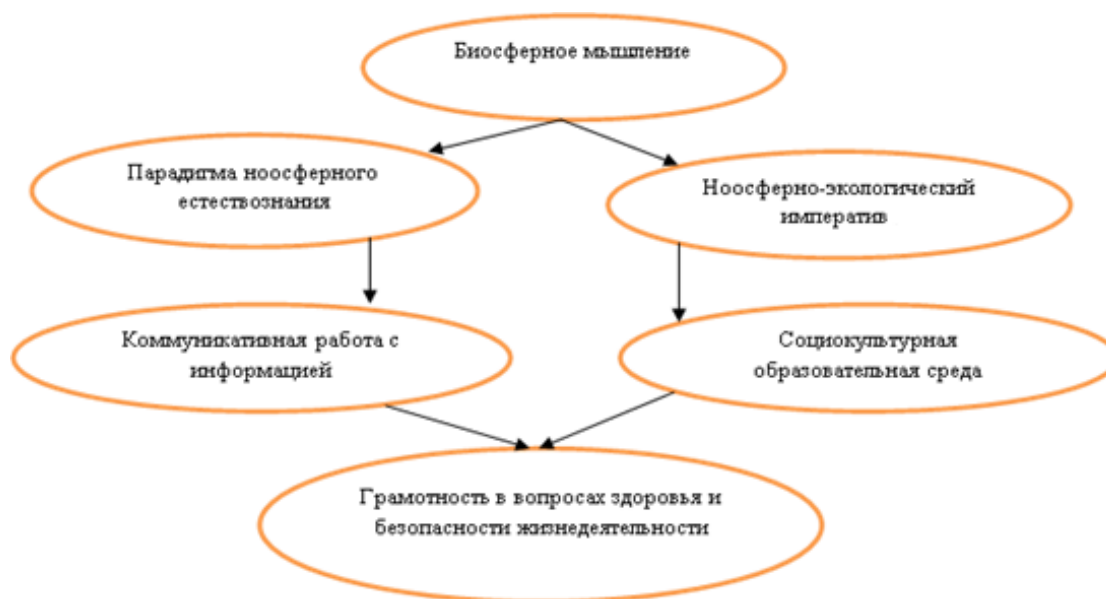 Биосферное мышление
Парадигма ноосферного
естествознания
Ноосферно-экологический
императив
Коммуникативная работа с
информацией
Социокультурная
образовательная среда
Грамотность в вопросах здоровья и
безопасности жизнедеятельности